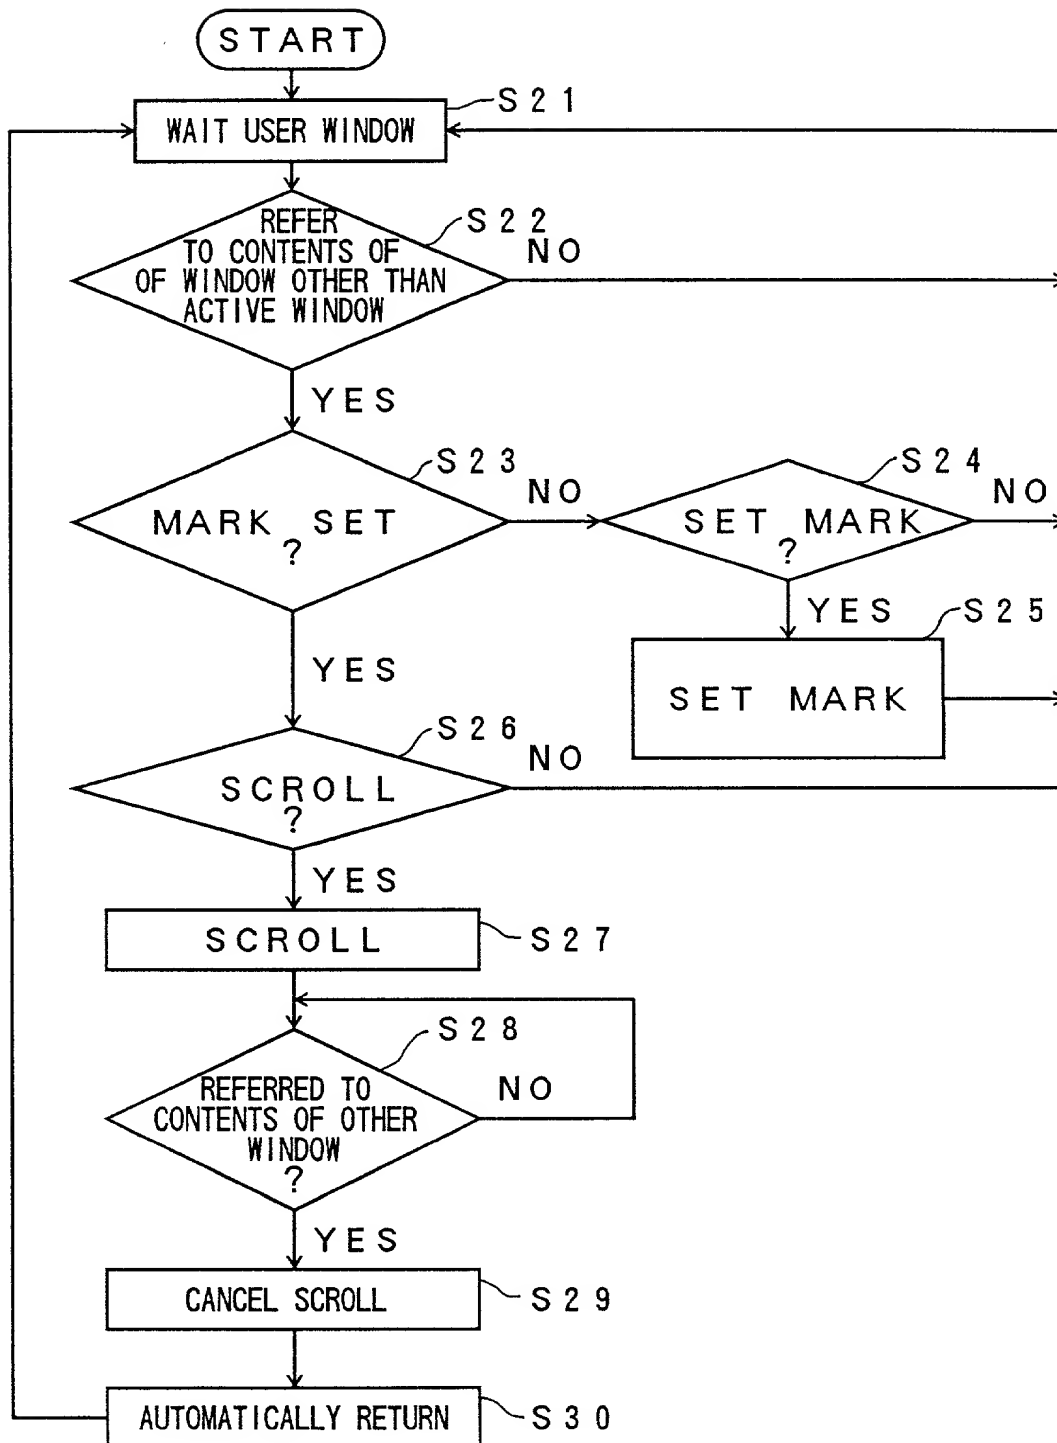 START
S21
WAIT USER WINDOW
S22
REFER
TO CONTENTS OF
OF WINDOW OTHER THAN
ACTIVE WINDOW
NO
YES
S23
MARK SET
?
NO
S24
SET MARK
?
NO
YES
S25
SET MARK
YES
S26
SCROLL
?
NO
YES
SCROLL
S27
S28
REFERRED TO
CONTENTS OF OTHER
WINDOW
?
NO
YES
CANCEL SCROLL
S29
AUTOMATICALLY RETURN
S30